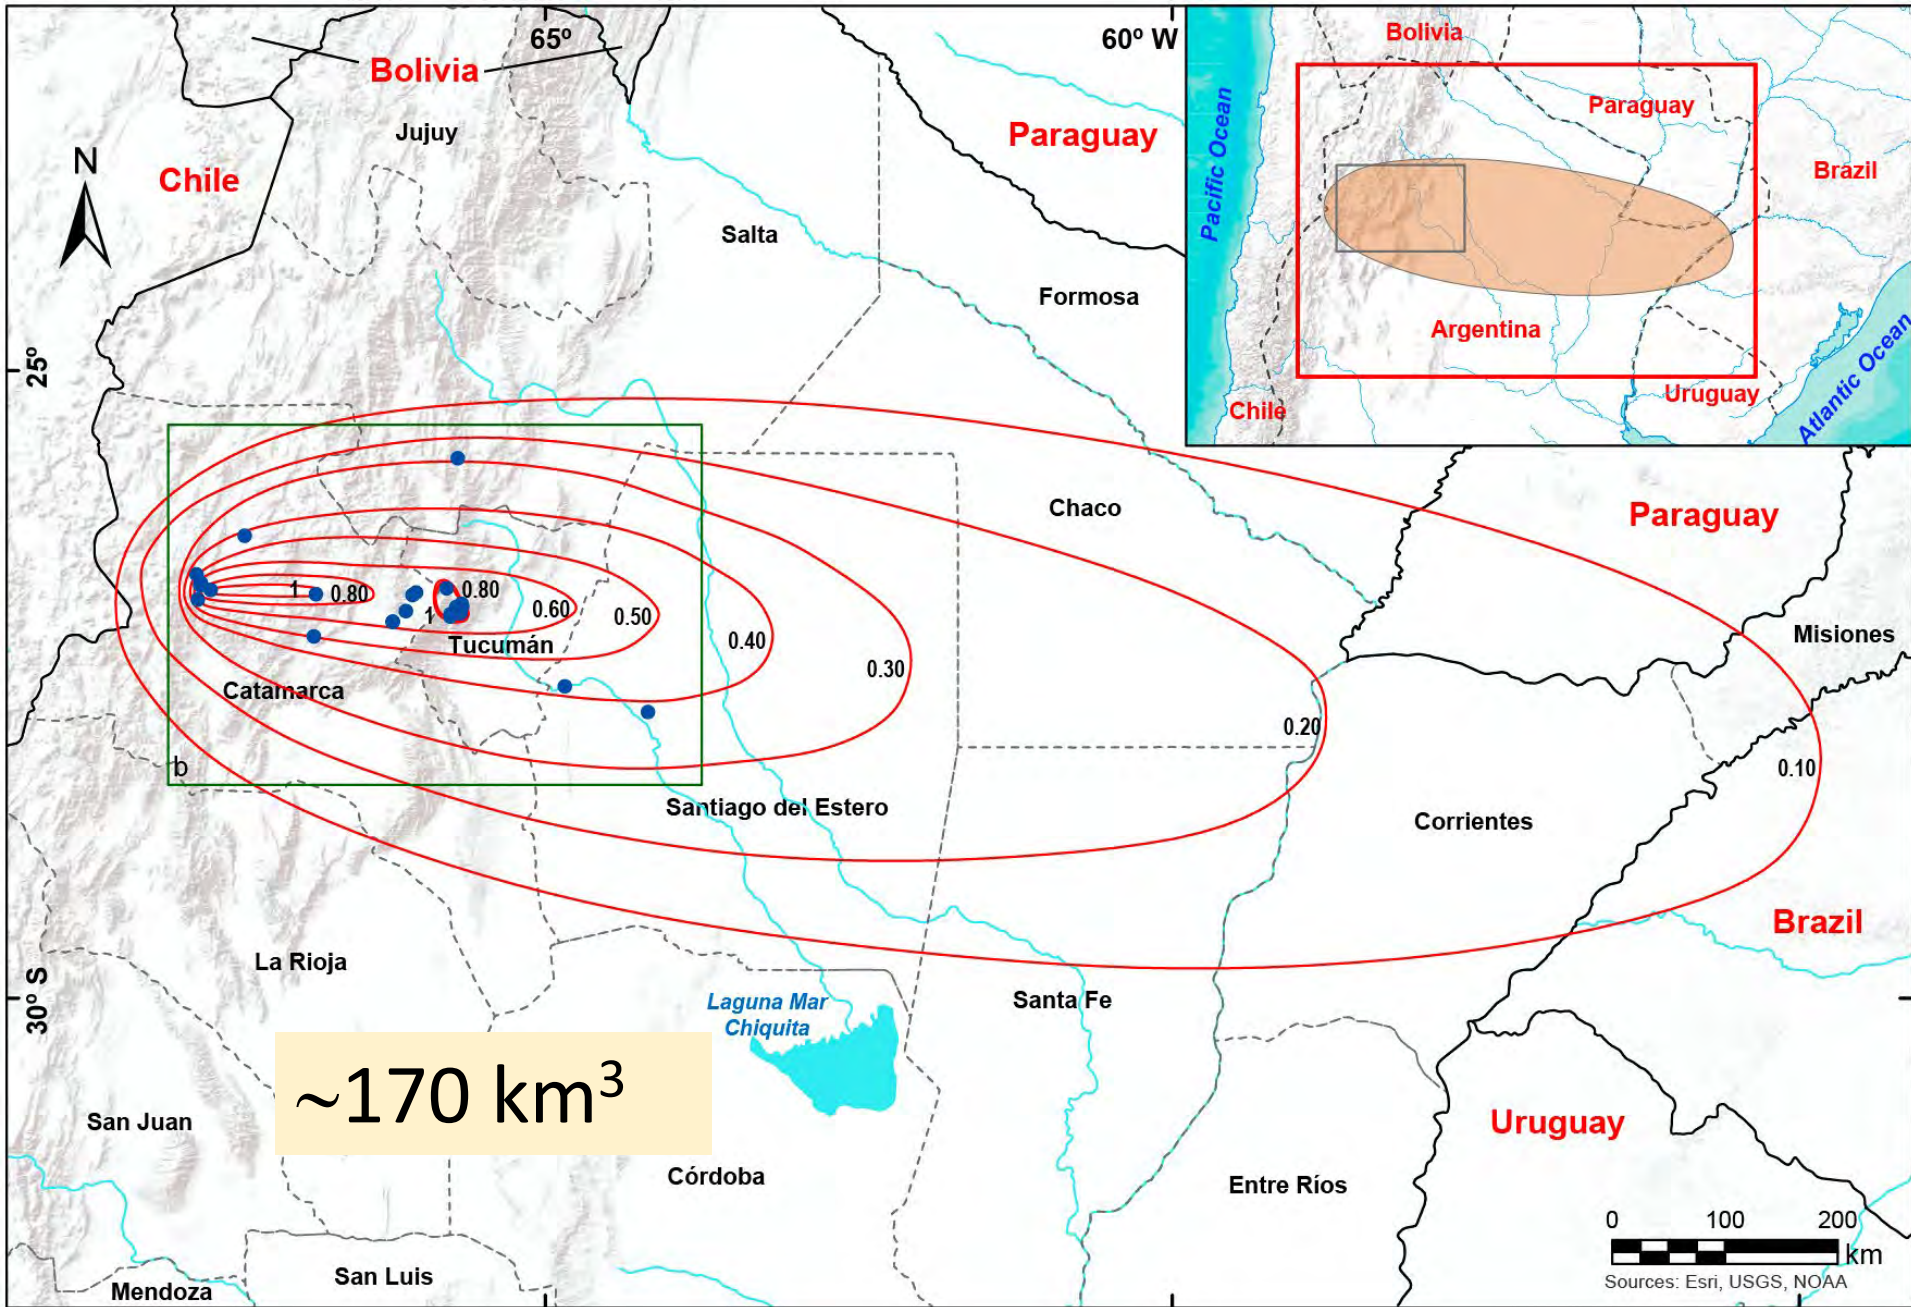 65º
60º W
Bolivia
Jujuy
Paraguay
N
Chile
Salta
Formosa
25º
Bolivia
Paraguay
Brazil
Pacific Ocean
Argentina
Uruguay
Chile
Atlantic Ocean
Chaco
Paraguay
1
0.80
0.80
1
0.60
0.50
0.40
0.30
0.20
0.10
Tucumán
Misiones
Catamarca
b
Santiago del Estero
Corrientes
Brazil
La Rioja
30º S
Laguna Mar
Chiquita
Santa Fe
~170 km³
San Juan
Uruguay
Córdoba
Entre Ríos
0 100 200
km
Sources: Esri, USGS, NOAA
San Luis
Mendoza